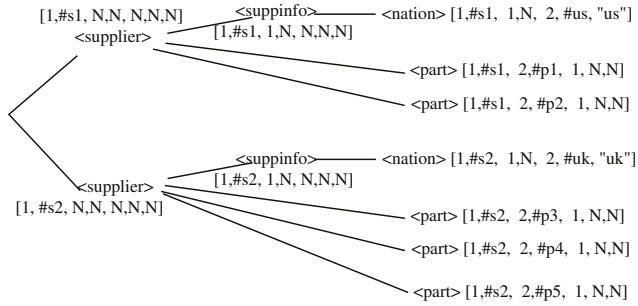 <suppinfo> <nation> [1,#s1, 1,N, 2, #us, "us"]
[1,#s1, N,N, N,N,N] [1,#s1, 1,N, N,N,N]
<supplier>
<part> [1,#s1, 2,#p1, 1, N,N]
<part> [1,#s1, 2, #p2, 1, N,N]
<suppinfo> <nation> [1,#s2, 1,N, 2, #uk, "uk"]
<supplier> [1,#s2, 1,N, N,N,N]
[1, #s2, N,N, N,N,N]
<part> [1,#s2, 2,#p3, 1, N,N]
<part> [1,#s2, 2, #p4, 1, N,N]
<part> [1,#s2, 2,#p5, 1, N,N]